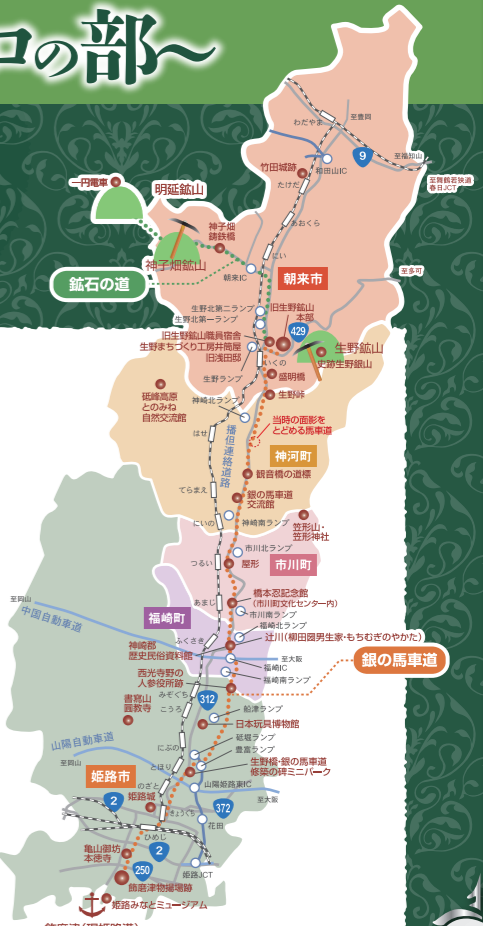 ロの部〜
わだやま
至豊岡
9
至福知山
至舞鶴若狭道
春日JCT
和田山IC
竹田城跡
たけだ
一円電車
明延鉱山
あおくら
神子畑
鋳鉄橋
神子畑鉱山
にい
朝来IC
朝来市
至多可
鉱石の道
生野北第二ランプ
生野北第一ランプ
旧生野鉱山
本部
429
旧生野鉱山職員宿舎
生野まちづくり工房井筒屋
旧浅田邸
いくの
生野鉱山
史跡生野銀山
生野ランプ
盛明橋
生野峠
砥峰高原
とのみね
自然交流館
神崎北ランプ
はせ
播但連絡道路
当時の面影を
とどめる馬車道
神河町
観音橋の道標
てらまえ
銀の馬車道
交流館
にいの
神崎南ランプ
笠形山・
笠形神社
市川北ランプ
つるい
屋形
市川町
至岡山
中国自動車道
あまじ
橋本忍記念館
(市川町文化センター内)
市川南ランプ
福崎町
福崎北ランプ
ふくさき
辻川(柳田國男生家・もちむぎのやかた)
神崎郡
歴史民俗資料館
至大阪
福崎IC
銀の馬車道
西光寺野の
人参役所跡
福崎南ランプ
みぞぐち
312
書寫山
圓教寺
こうろ
船津ランプ
日本玩具博物館
山陽自動車道
にぶの
砥堀ランプ
豊富ランプ
至岡山
とほり
生野橋・銀の馬車道
修築の碑ミニパーク
姫路市
のざと
山陽姫路東IC
至大阪
2
姫路城
372
きょうぐち
花田
ひめじ
亀山御坊
本徳寺
2
250
姫路JCT
飾磨津物揚場跡
姫路みなとミュージアム